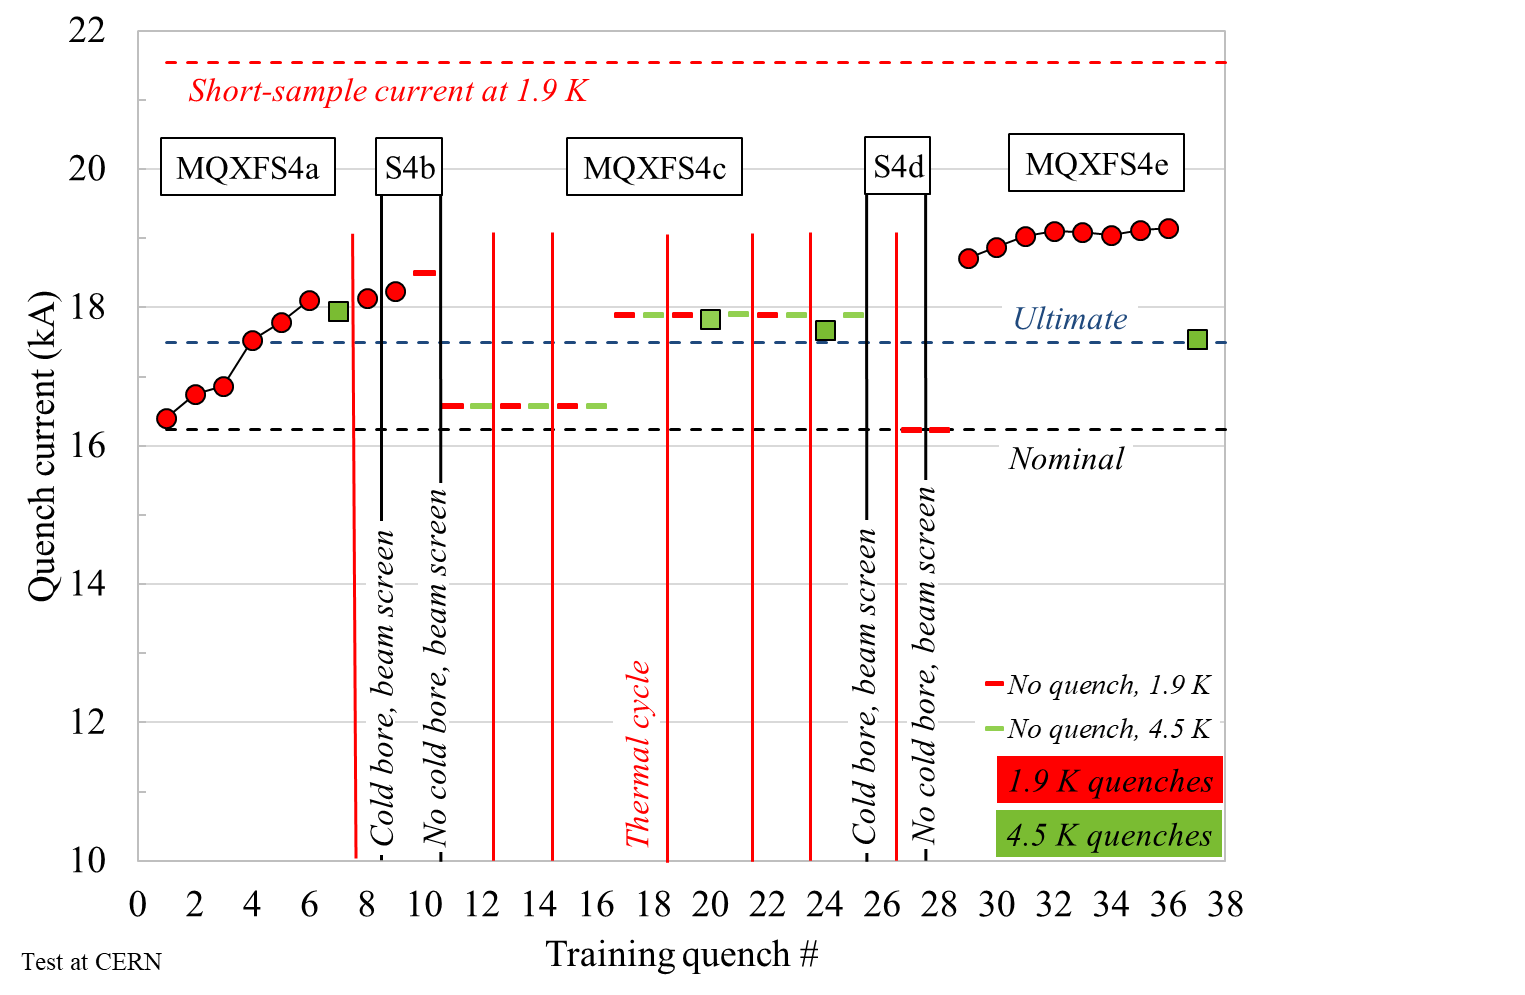 22
Short-sample current at 1.9 K
MQXFS4a
S4b
MQXFS4c
S4d
MQXFS4e
20
18
Ultimate
16
Nominal
14
12
10
Quench current (kA)
Cold bore, beam screen
No cold bore, beam screen
Thermal cycle
Cold bore, beam screen
No cold bore, beam screen
No quench, 1.9 K
No quench, 4.5 K
1.9 K quenches
4.5 K quenches
0 2 4 6 8 10 12 14 16 18 20 22 24 26 28 30 32 34 36 38
Training quench #
Test at CERN